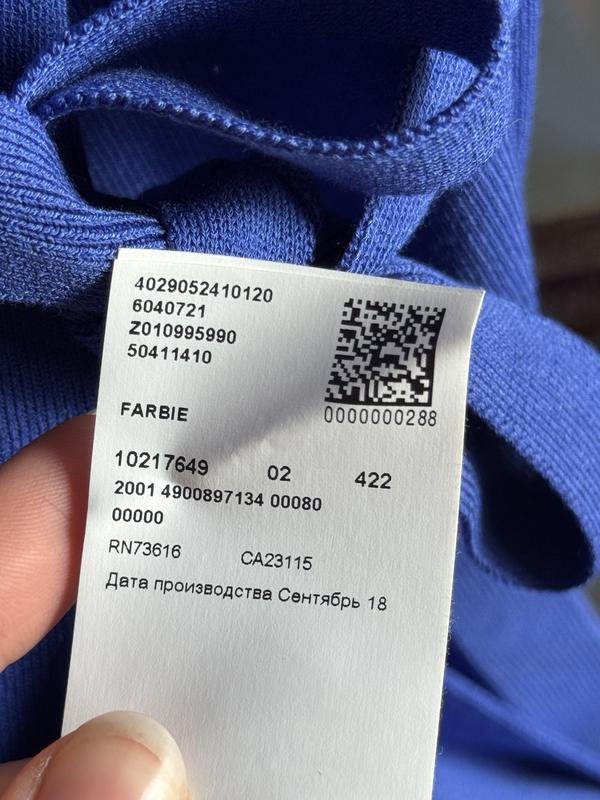 4029052410120
6040721
Z010995990
50411410
0000000288
FARBIE
10217649 02 422
2001 4900897134 00080
00000
RN73616 CA23115
Дата производства Сентябрь 18